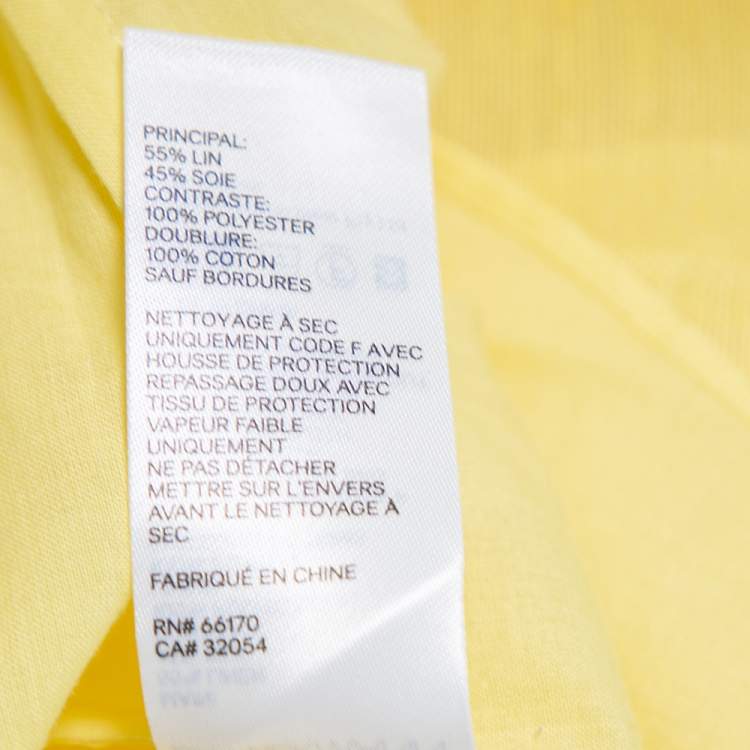 PRINCIPAL:
55% LIN
45% SOIE
CONTRASTE:
100% POLYESTER
DOUBLURE:
100% COTON
SAUF BORDURES
NETTOYAGE À SEC
UNIQUEMENT CODE F AVEC
HOUSSE DE PROTECTION
REPASSAGE DOUX AVEC
TISSU DE PROTECTION
VAPEUR FAIBLE
UNIQUEMENT
NE PAS DÉTACHER
METTRE SUR L'ENVERS
AVANT LE NETTOYAGE À
SEC
FABRIQUÉ EN CHINE
RN# 66170
CA# 32054